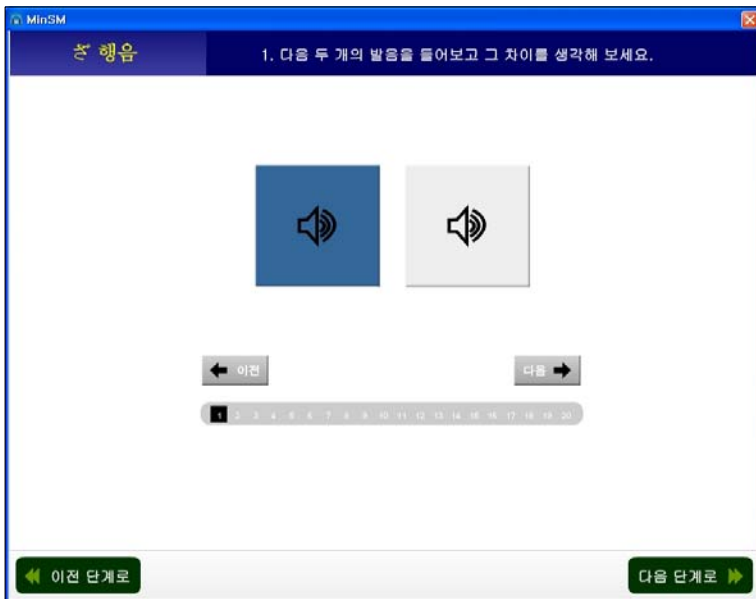 MinSM
ざ 행음
1. 다음 두 개의 발음을 들어보고 그 차이를 생각해 보세요.
이전
다음
1 2 3 4 5 6 7 8 9 10 11 12 13 14 15 16 17 18 19 20
이전 단계로
다음 단계로